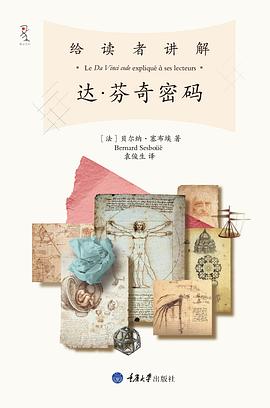 给读者讲解
Le Da Vinci code expliqué à ses lecteurs
达·芬奇密码
[法] 贝尔纳·塞布埃 著
Bernard Sesboüé
袁俊生 译
重庆大学出版社